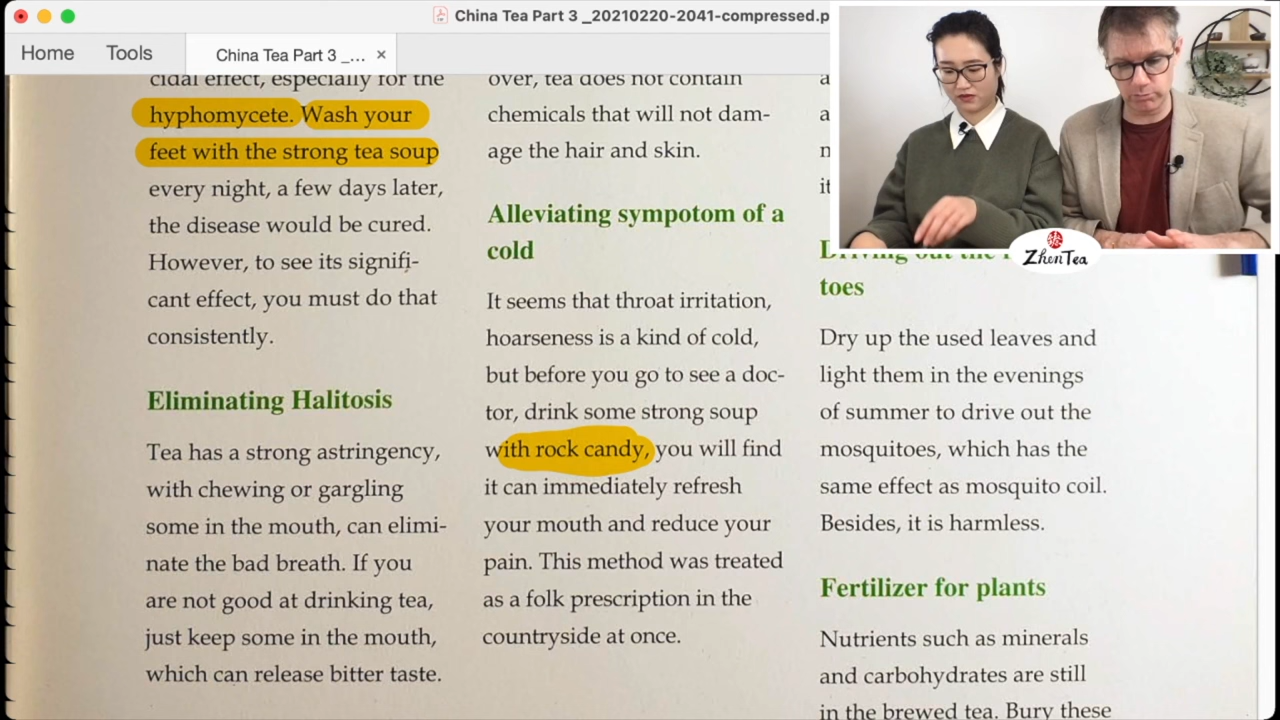 China Tea Part 3 _20210220-2041-compressed.p
Home
Tools
China Tea Part 3 _...
×
cidal effect, especially for the
hyphomycete. Wash your
feet with the strong tea soup
every night, a few days later,
the disease would be cured.
However, to see its signifi-
cant effect, you must do that
consistently.
Eliminating Halitosis
Tea has a strong astringency,
with chewing or gargling
some in the mouth, can elimi-
nate the bad breath. If you
are not good at drinking tea,
just keep some in the mouth,
which can release bitter taste.
over, tea does not contain
chemicals that will not dam-
age the hair and skin.
Alleviating sympotom of a
cold
It seems that throat irritation,
hoarseness is a kind of cold,
but before you go to see a doc-
tor, drink some strong soup
with rock candy, you will find
it can immediately refresh
your mouth and reduce your
pain. This method was treated
as a folk prescription in the
countryside at once.
Driving out the
toes
Dry up the used leaves and
light them in the evenings
of summer to drive out the
mosquitoes, which has the
same effect as mosquito coil.
Besides, it is harmless.
Fertilizer for plants
Nutrients such as minerals
and carbohydrates are still
in the brewed tea. Bury these
ZhenTea